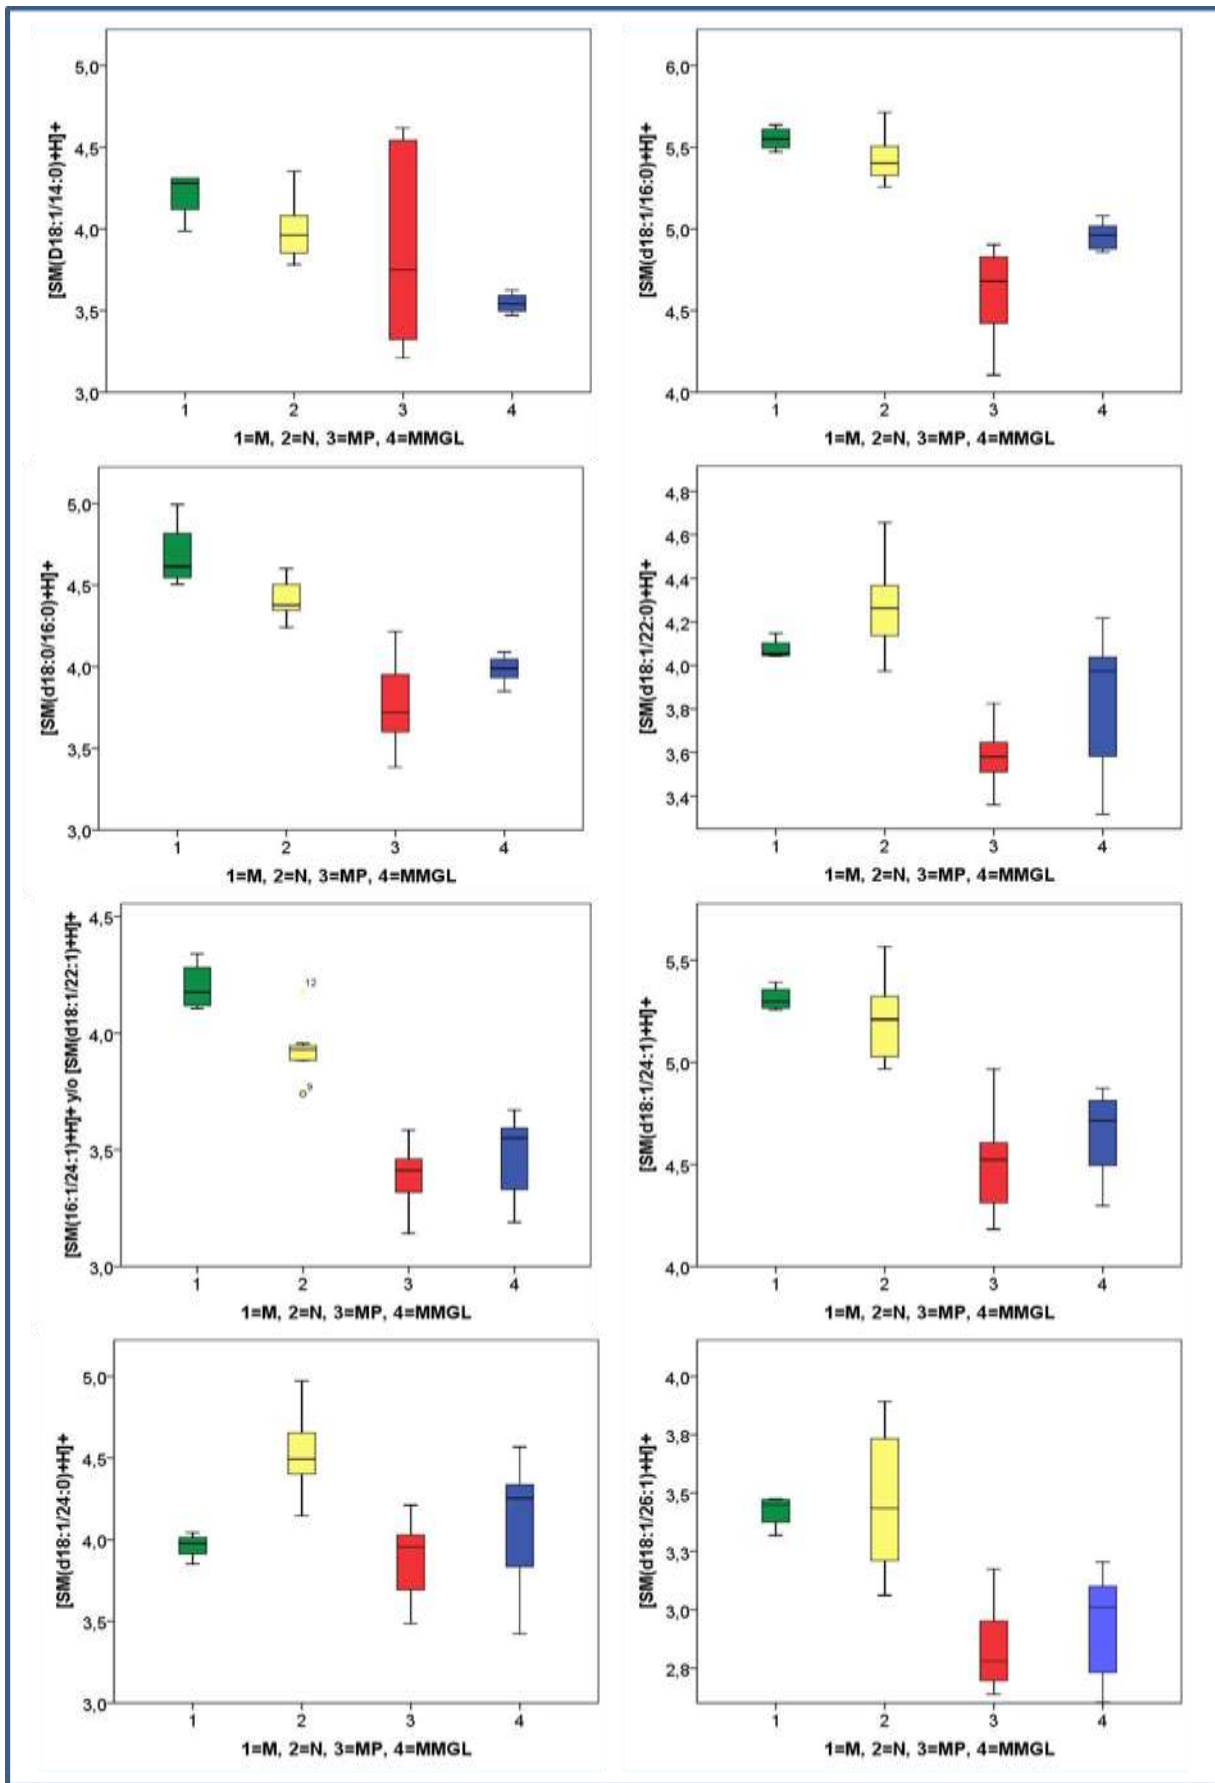 [SM(D18:1/14:0)+H]+
5,0
4,5
4,0
3,5
3,0
1 2 3 4
1=M, 2=N, 3=MP, 4=MMGL
[SM(d18:1/16:0)+H]+
6,0
5,5
5,0
4,5
4,0
1 2 3 4
1=M, 2=N, 3=MP, 4=MMGL
[SM(d18:0/16:0)+H]+
5,0
4,5
4,0
3,5
3,0
1 2 3 4
1=M, 2=N, 3=MP, 4=MMGL
[SM(d18:1/22:0)+H]+
4,8
4,6
4,4
4,2
4,0
3,8
3,6
3,4
1 2 3 4
1=M, 2=N, 3=MP, 4=MMGL
[SM(16:1/24:1)+H]+ y/o [SM(d18:1/22:1)+H]+
4,5
4,0
3,5
3,0
12
9
1 2 3 4
1=M, 2=N, 3=MP, 4=MMGL
[SM(d18:1/24:1)+H]+
5,5
5,0
4,5
4,0
1 2 3 4
1=M, 2=N, 3=MP, 4=MMGL
[SM(d18:1/24:0)+H]+
5,0
4,5
4,0
3,5
3,0
1 2 3 4
1=M, 2=N, 3=MP, 4=MMGL
[SM(d18:1/26:1)+H]+
4,0
3,8
3,5
3,3
3,0
2,8
1 2 3 4
1=M, 2=N, 3=MP, 4=MMGL